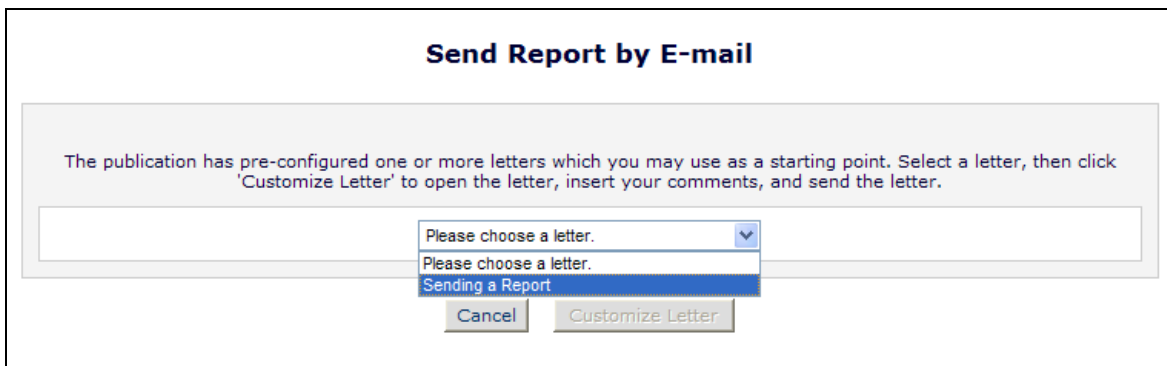 Send Report by E-mail
The publication has pre-configured one or more letters which you may use as a starting point. Select a letter, then click
'Customize Letter' to open the letter, insert your comments, and send the letter.
Please choose a letter.
Please choose a letter.
Sending a Report
Cancel Customize Letter